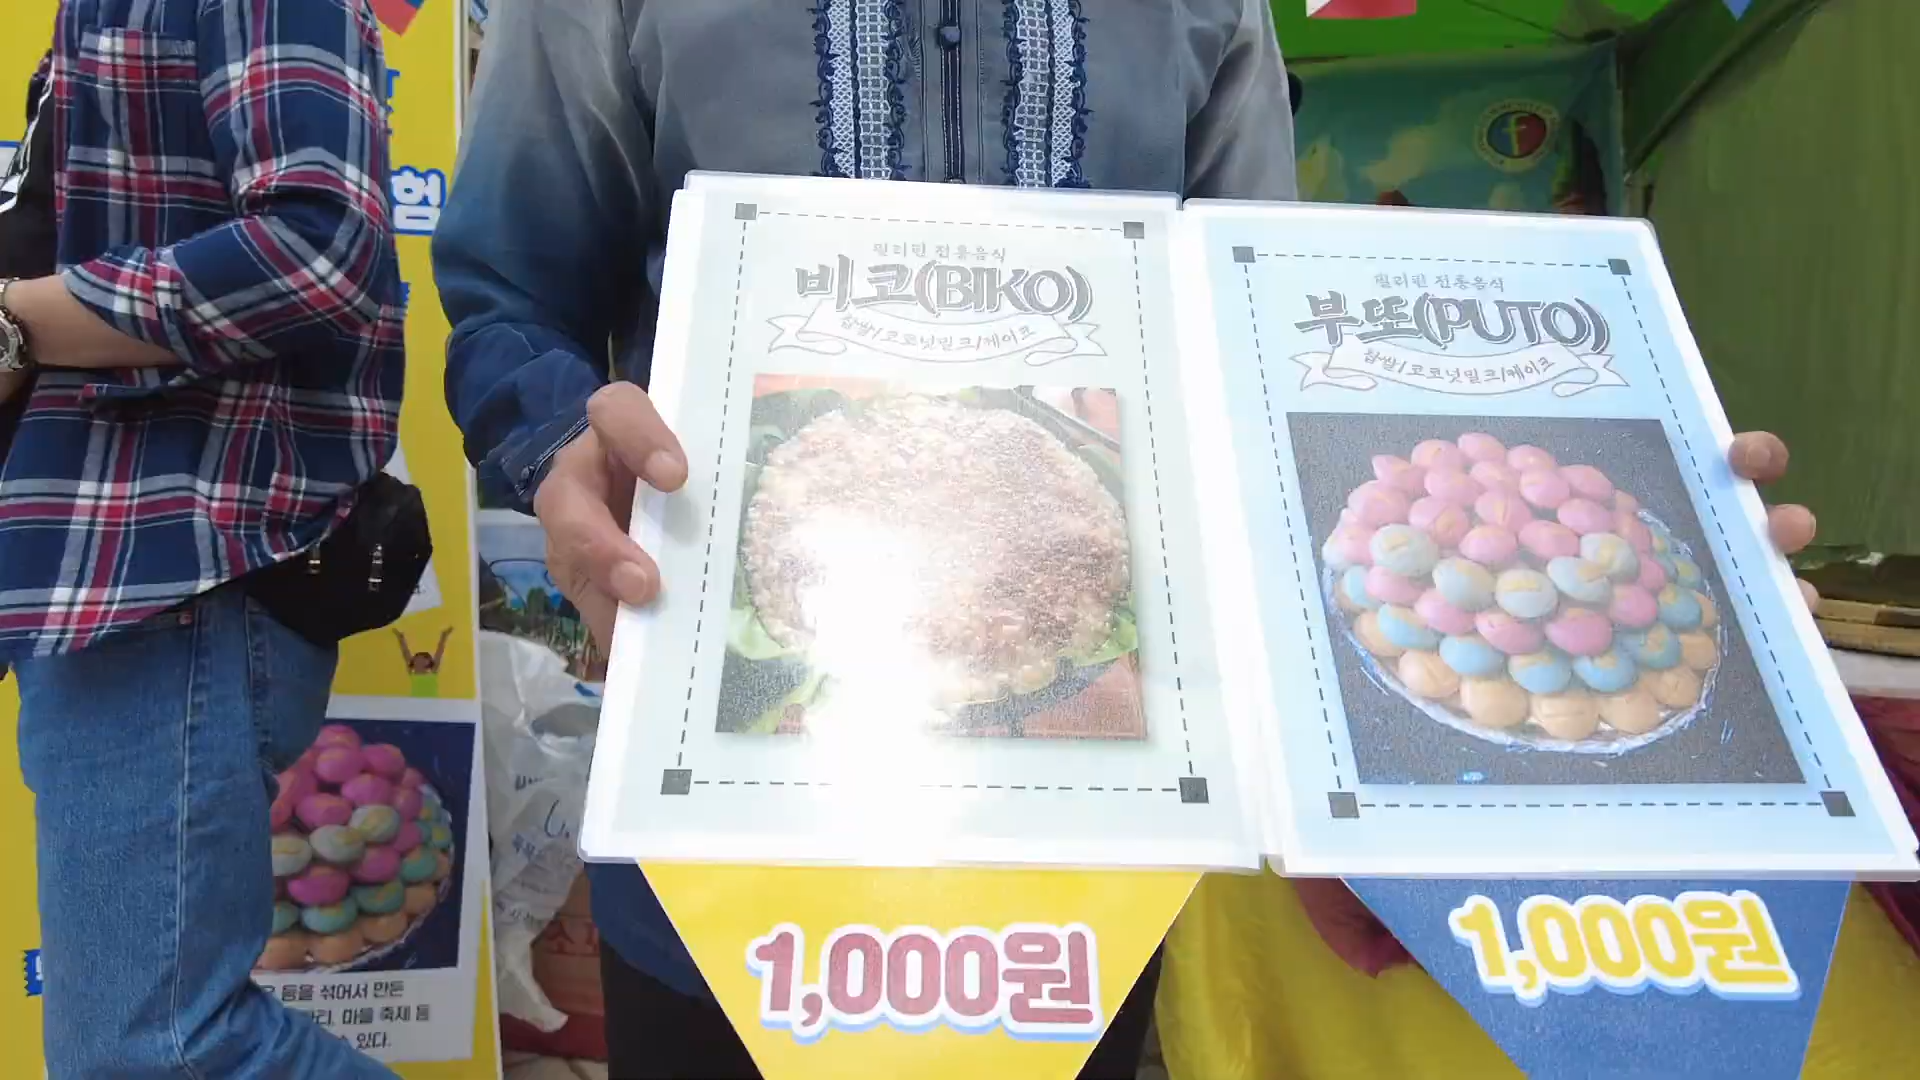 험
필리핀 전통음식
비코(BIKO)
찹쌀/코코넛밀크/케이크
필리핀 전통음식
부또(PUTO)
찹쌀/코코넛밀크/케이크
1,000원
1,000원
등을 섞어서 만든
마을 축제 등
있다.